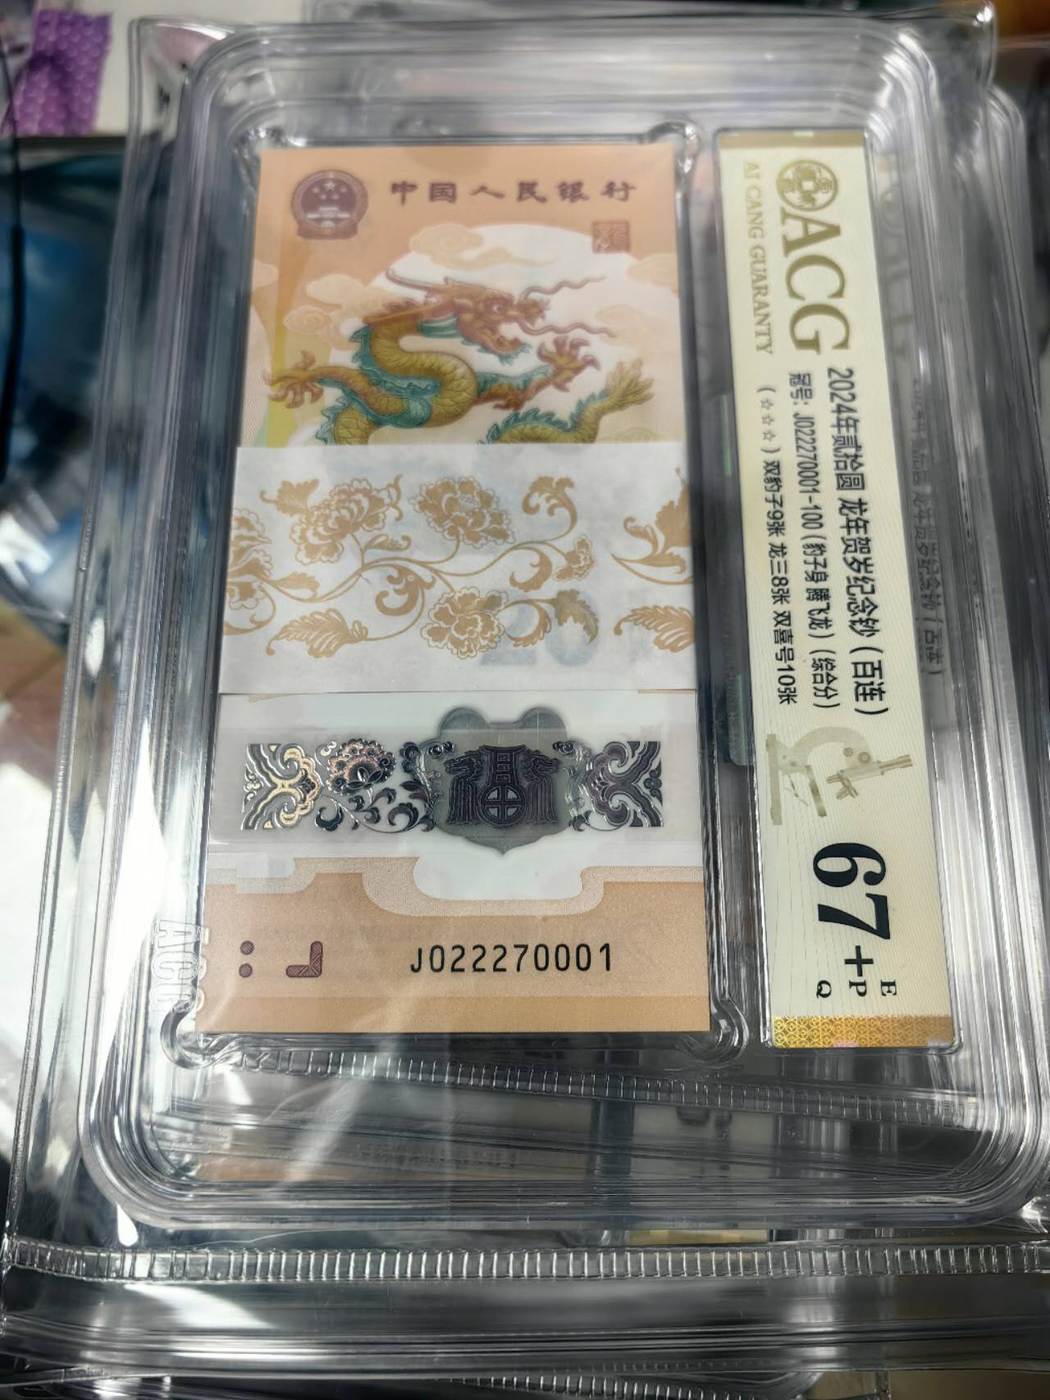 中国人民银行
J022270001
ACG
AI CANG GUARANTY
2024年贰拾圆 龙年贺岁纪念钞（百连）
冠号：J022270001-100（豹子身 腾飞龙）（综合分）
（☆☆☆）双豹子9张 龙三8张 双喜号10张
67+
E
P
Q
ACG